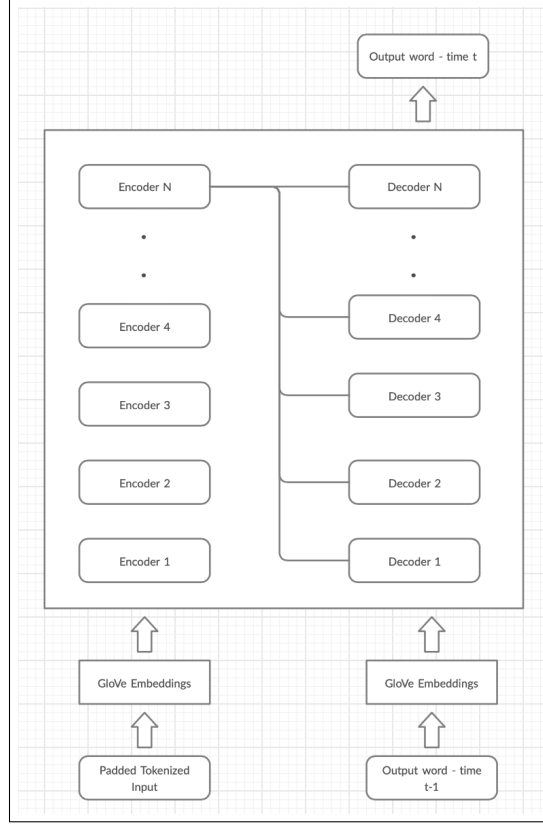 Output word - time t
Encoder N
Decoder N
Encoder 4
Decoder 4
Encoder 3
Decoder 3
Encoder 2
Decoder 2
Encoder 1
Decoder 1
GloVe Embeddings
GloVe Embeddings
Padded Tokenized
Input
Output word - time
t-1